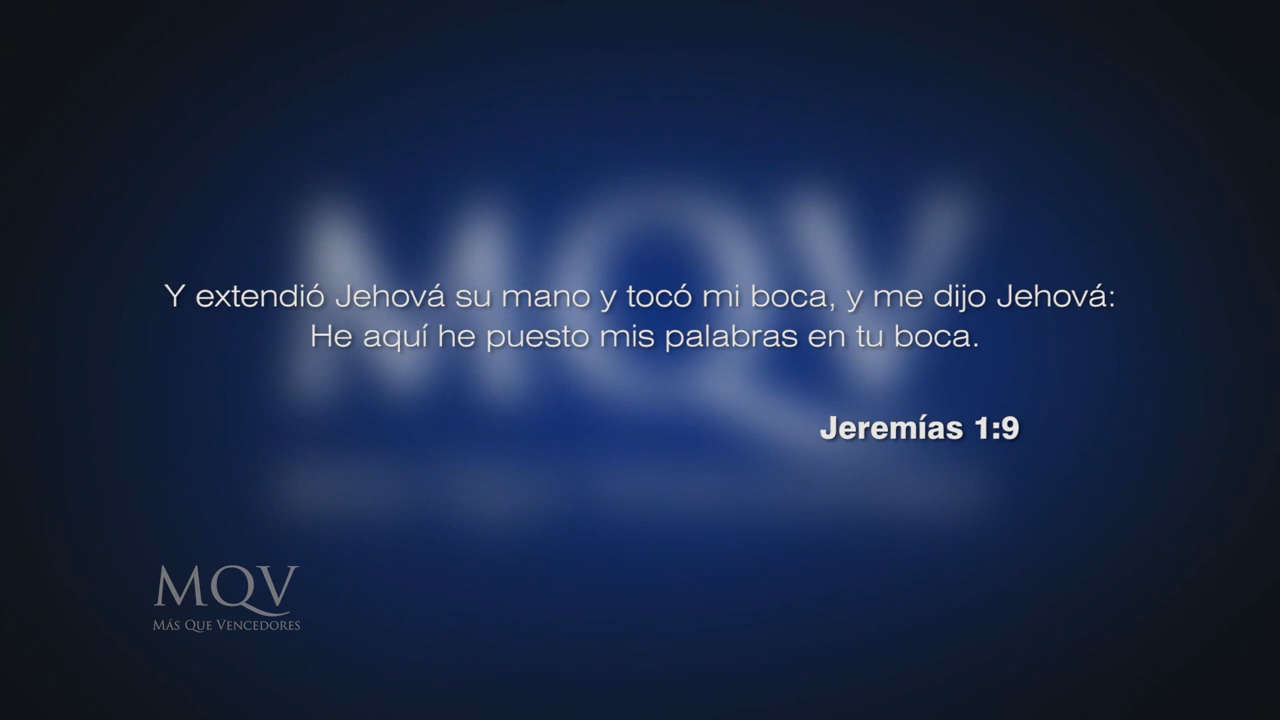 Y extendió Jehová su mano y tocó mi boca, y me dijo Jehová:
He aquí he puesto mis palabras en tu boca.
Jeremías 1:9
MQV
MÁS QUE VENCEDORES